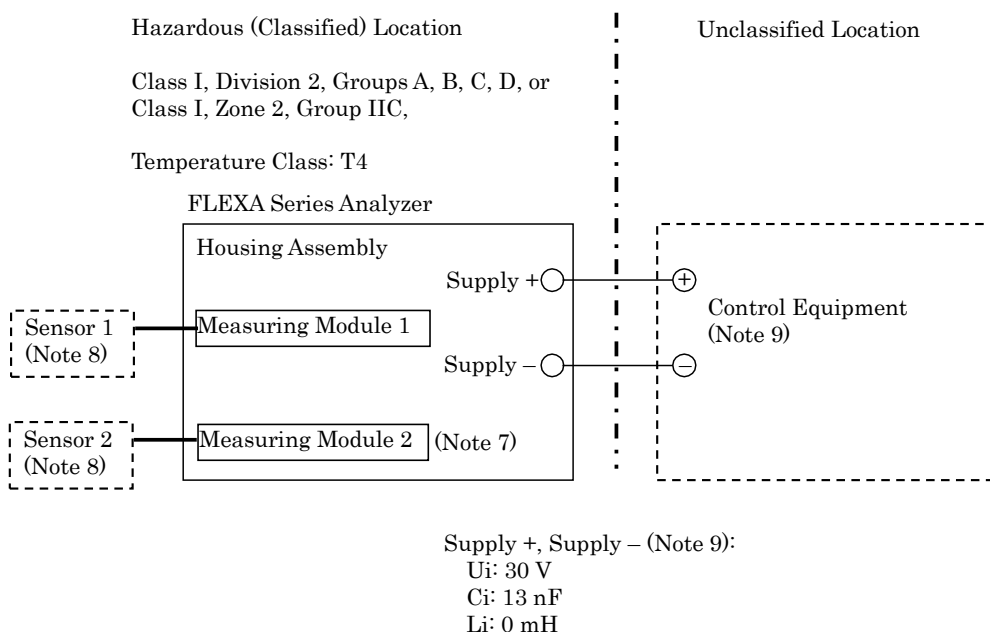 Hazardous (Classified) Location
Unclassified Location
Class I, Division 2, Groups A, B, C, D, or
Class I, Zone 2, Group IIC,
Temperature Class: T4
FLEXA Series Analyzer
Housing Assembly
Supply +
+
Control Equipment
(Note 9)
Sensor 1
(Note 8)
Measuring Module 1
Supply –
–
Sensor 2
(Note 8)
Measuring Module 2
(Note 7)
Supply +, Supply – (Note 9):
Ui: 30 V
Ci: 13 nF
Li: 0 mH